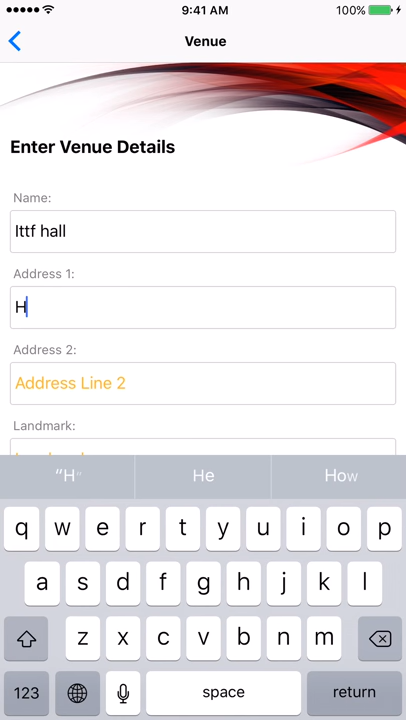 9:41 AM
100%
Venue
Enter Venue Details
Name:
Ittf hall
Address 1:
H
Address 2:
Address Line 2
Landmark:
“H” He How
q w e r t y u i o p
a s d f g h j k l
z x c v b n m
123 space return